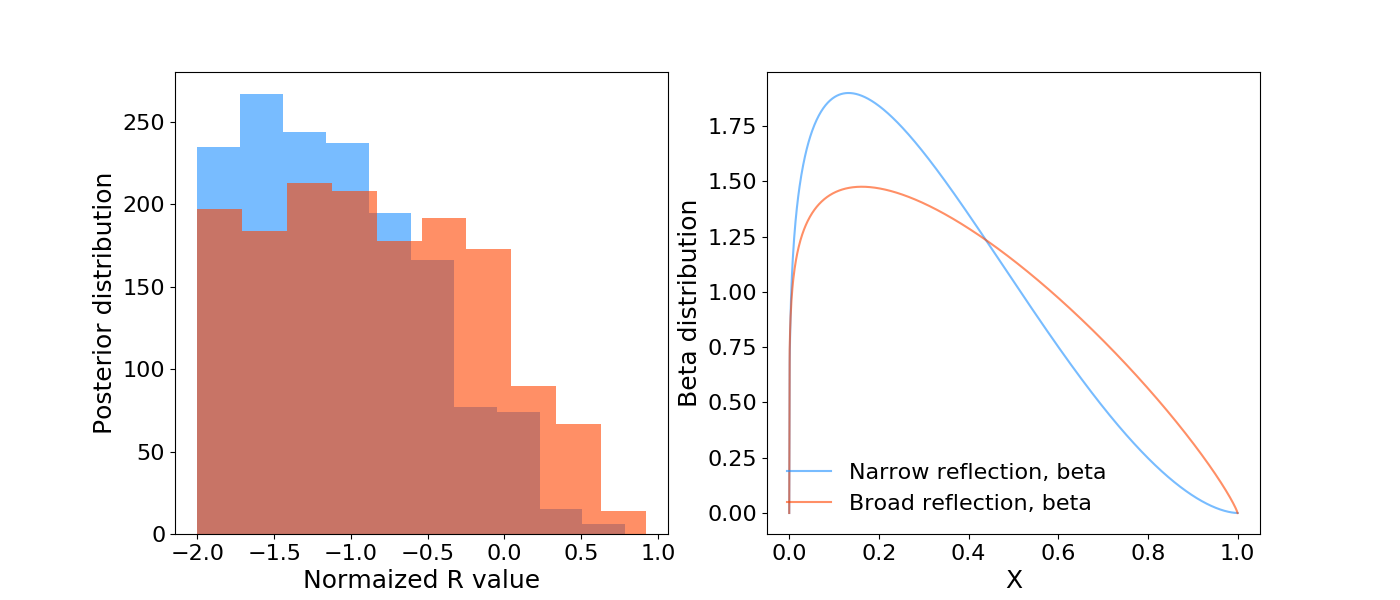 Posterior distribution
250
200
150
100
50
0
−2.0 −1.5 −1.0 −0.5 0.0 0.5 1.0
Normaized R value
Beta distribution
1.75
1.50
1.25
1.00
0.75
0.50
0.25
0.00
Narrow reflection, beta
Broad reflection, beta
0.0 0.2 0.4 0.6 0.8 1.0
X